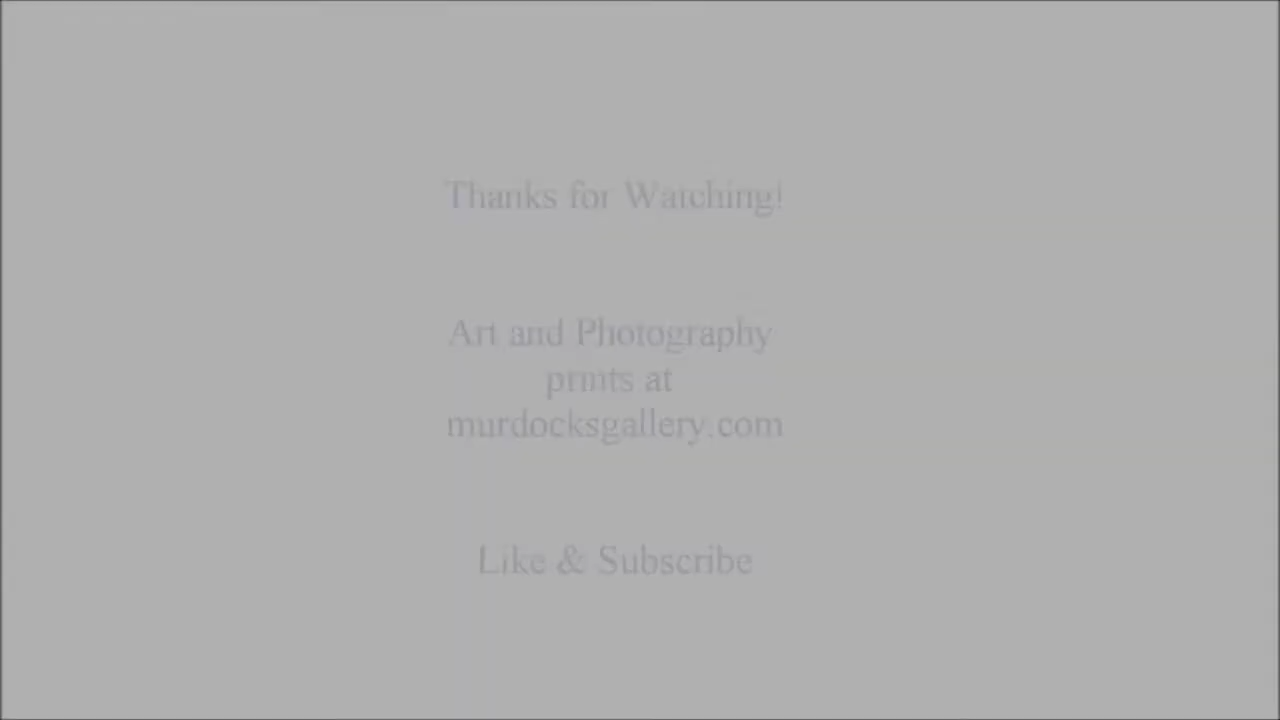 Thanks for Watching!
Art and Photography
prints at
murdocksgallery.com
Like & Subscribe